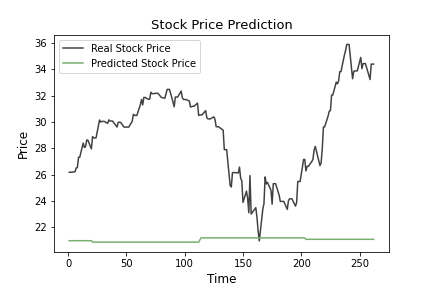 Stock Price Prediction
Real Stock Price
Predicted Stock Price
Price
36
34
32
30
28
26
24
22
0 50 100 150 200 250
Time